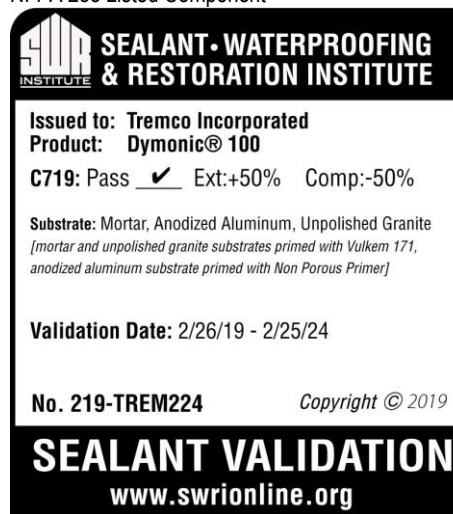 SWR
INSTITUTE
SEALANT • WATERPROOFING
& RESTORATION INSTITUTE
Issued to: Tremco Incorporated
Product: Dymonic® 100
C719: Pass ✔ Ext:+50% Comp:-50%
Substrate: Mortar, Anodized Aluminum, Unpolished Granite
[mortar and unpolished granite substrates primed with Vulkem 171,
anodized aluminum substrate primed with Non Porous Primer]
Validation Date: 2/26/19 - 2/25/24
No. 219-TREM224 Copyright © 2019
SEALANT VALIDATION
www.swrionline.org